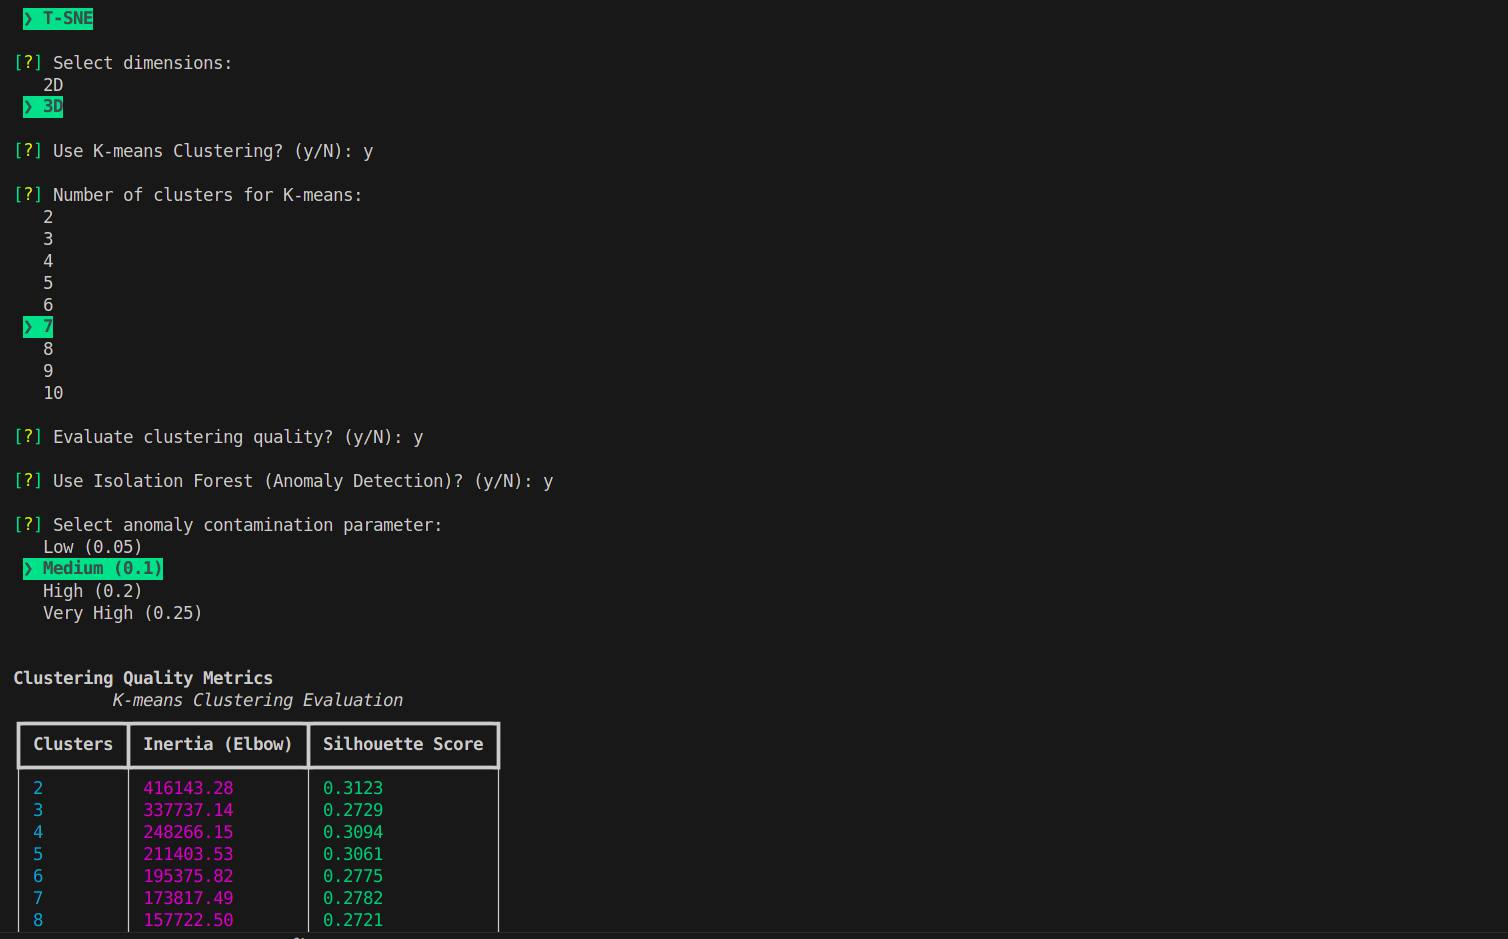 ❯ T-SNE
[?] Select dimensions:
2D
❯ 3D
[?] Use K-means Clustering? (y/N): y
[?] Number of clusters for K-means:
2
3
4
5
6
❯ 7
8
9
10
[?] Evaluate clustering quality? (y/N): y
[?] Use Isolation Forest (Anomaly Detection)? (y/N): y
[?] Select anomaly contamination parameter:
Low (0.05)
❯ Medium (0.1)
High (0.2)
Very High (0.25)
Clustering Quality Metrics
K-means Clustering Evaluation
Clusters Inertia (Elbow) Silhouette Score
2 416143.28 0.3123
3 337737.14 0.2729
4 248266.15 0.3094
5 211403.53 0.3061
6 195375.82 0.2775
7 173817.49 0.2782
8 157722.50 0.2721